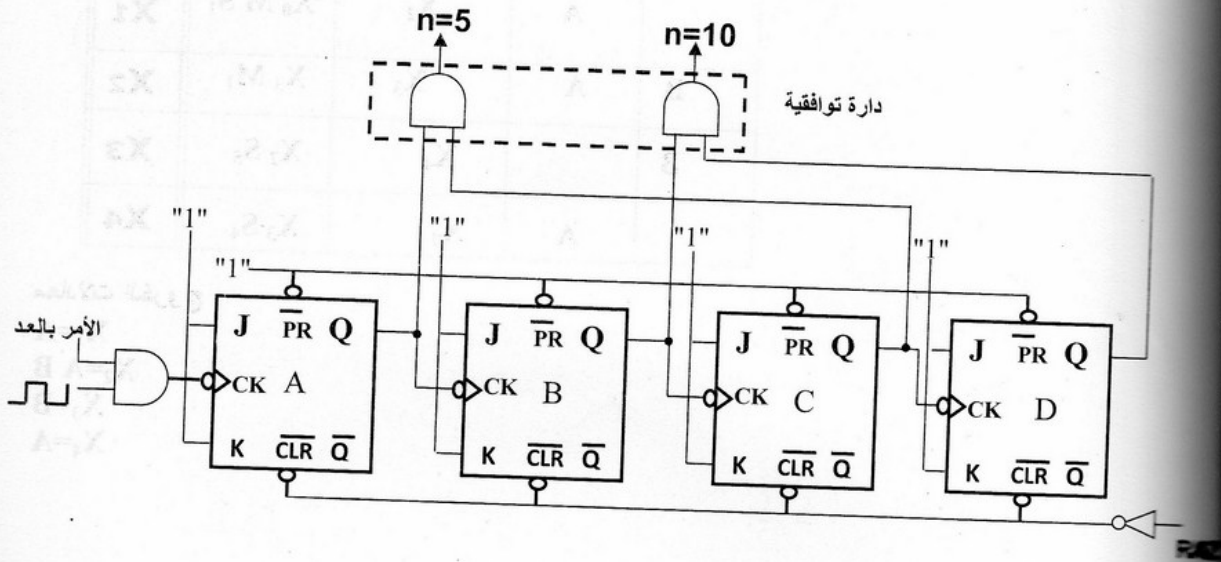 n=5
n=10
دارة توافقية
"1"
"1"
"1"
"1"
"1"
الأمر بالعد
J PR Q
CK A
K CLR Q
J PR Q
CK B
K CLR Q
J PR Q
CK C
K CLR Q
J PR Q
CK D
K CLR Q